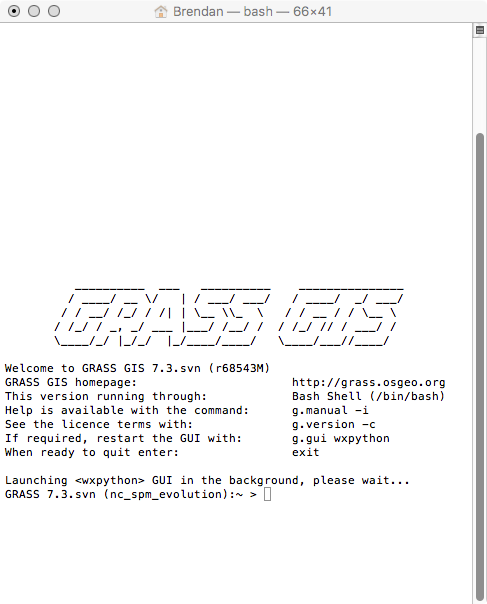 Brendan — bash — 66×41
GRASS GIS
Welcome to GRASS GIS 7.3.svn (r68543M)
GRASS GIS homepage: http://grass.osgeo.org
This version running through: Bash Shell (/bin/bash)
Help is available with the command: g.manual -i
See the licence terms with: g.version -c
If required, restart the GUI with: g.gui wxpython
When ready to quit enter: exit
Launching <wxpython> GUI in the background, please wait...
GRASS 7.3.svn (nc_spm_evolution):~ >